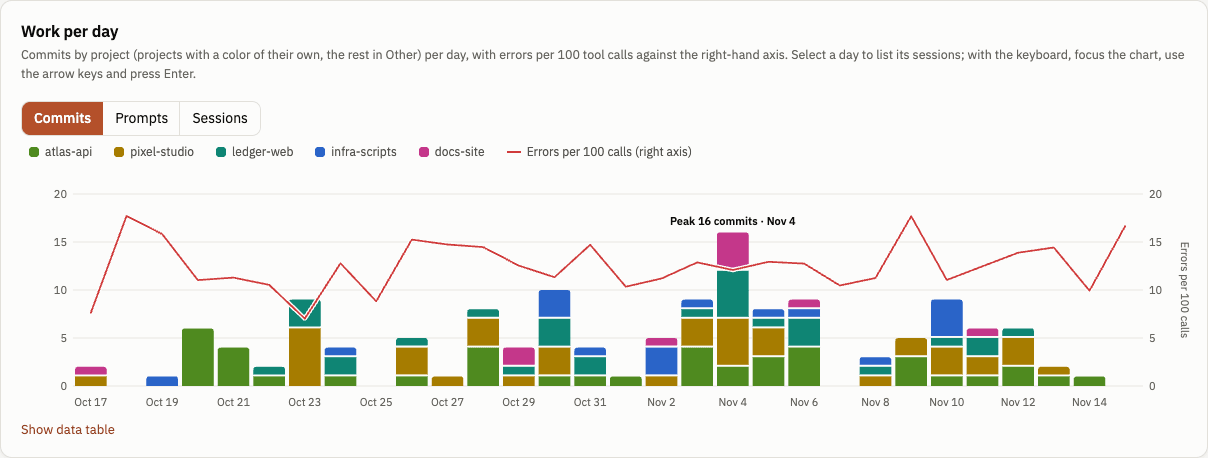 Work per day
Commits by project (projects with a color of their own, the rest in Other) per day, with errors per 100 tool calls against the right-hand axis. Select a day to list its sessions; with the keyboard, focus the chart, use
the arrow keys and press Enter.
Commits Prompts Sessions
atlas-api pixel-studio ledger-web infra-scripts docs-site Errors per 100 calls (right axis)
20 20
Peak 16 commits · Nov 4
15 15
10 10
5 5
0 0
Errors per 100 calls
Oct 17 Oct 19 Oct 21 Oct 23 Oct 25 Oct 27 Oct 29 Oct 31 Nov 2 Nov 4 Nov 6 Nov 8 Nov 10 Nov 12 Nov 14
Show data table